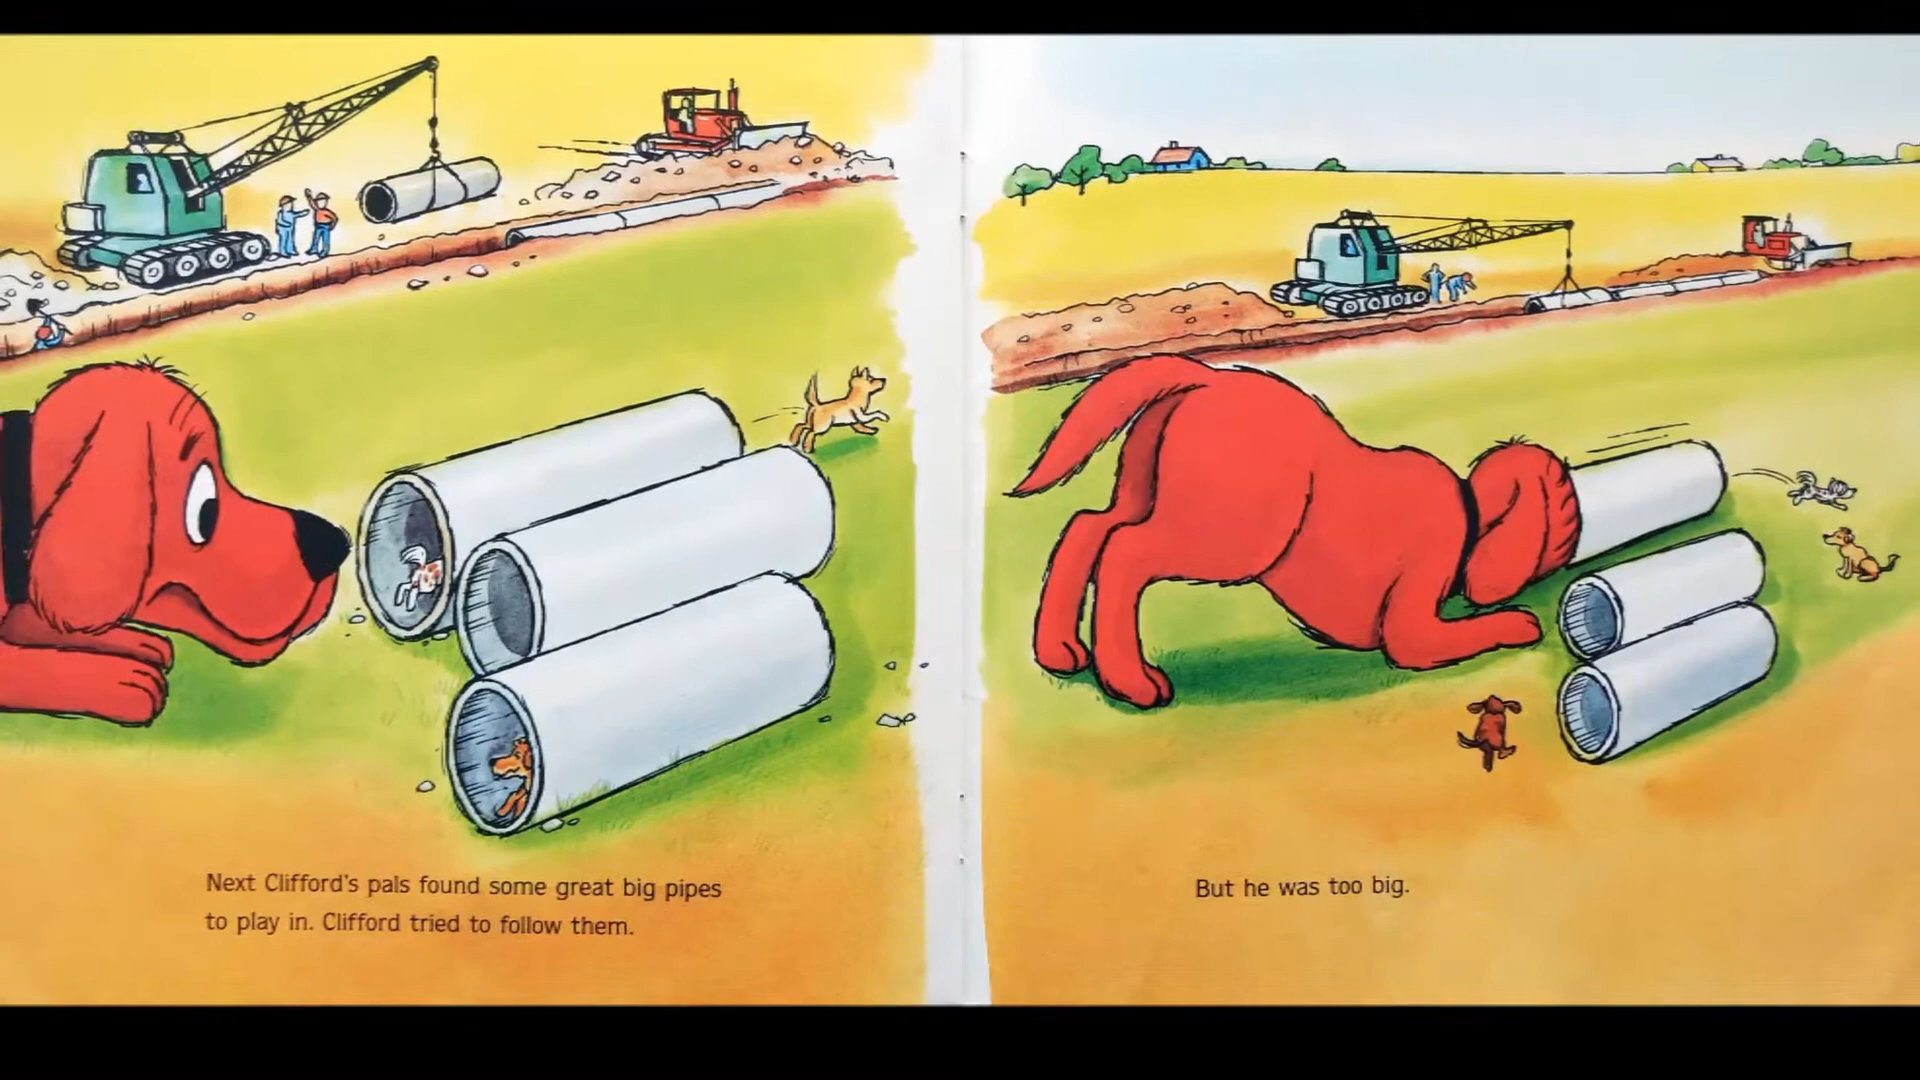 Next Clifford's pals found some great big pipes
to play in. Clifford tried to follow them.
But he was too big.